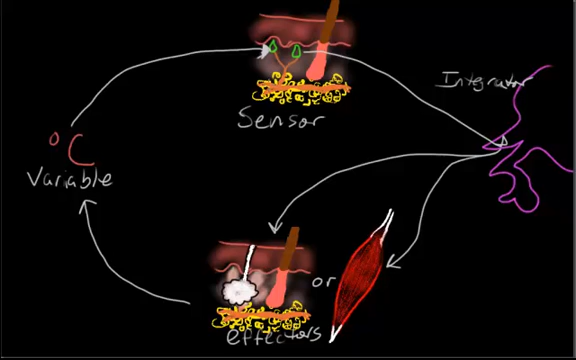 Integrator
Sensor
°C
Variable
or
effectors